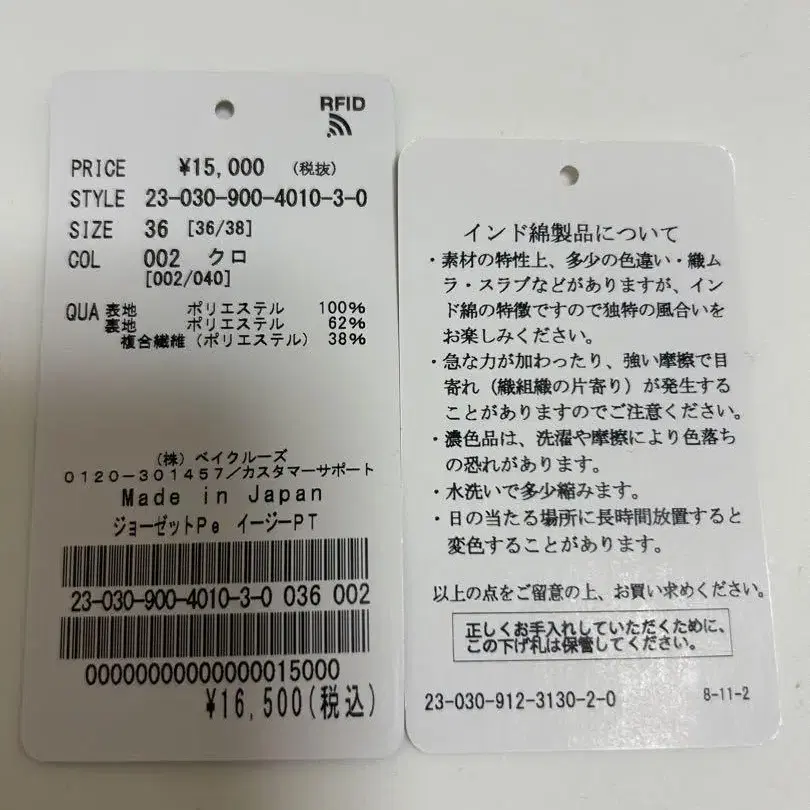 RFID
PRICE ¥15,000 (税抜)
STYLE 23-030-900-4010-3-0
SIZE 36 [36/38]
COL 002 クロ
[002/040]
QUA 表地 ポリエステル 100%
裏地 ポリエステル 62%
複合繊維(ポリエステル) 38%
(株)ベイクルーズ
0120-301457/カスタマーサポート
Made in Japan
ジョーゼットPe イージーPT
23-030-900-4010-3-0 036 002
00000000000000015000
¥16,500(税込)
インド綿製品について
・素材の特性上、多少の色違い・織ム
ラ・スラブなどがありますが、イン
ド綿の特徴ですので独特の風合いを
お楽しみください。
・急な力が加わったり、強い摩擦で目
寄れ(織組織の片寄り)が発生する
ことがありますのでご注意ください。
・濃色品は、洗濯や摩擦により色落ち
の恐れがあります。
・水洗いで多少縮みます。
・日の当たる場所に長時間放置すると
変色することがあります。
以上の点をご留意の上、お買い求めください。
正しくお手入れしていただくために、
この下げ札は保管してください。
23-030-912-3130-2-0 8-11-2